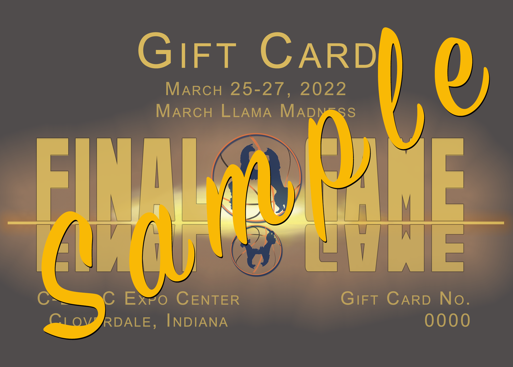 Gift Card
March 25-27, 2022
March Llama Madness
FINAL GAME
Sample
Expo Center
Cloverdale, Indiana
Gift Card No.
0000